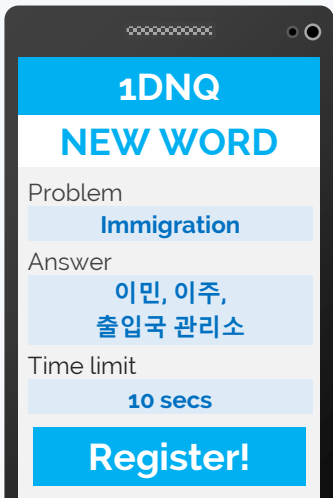 1DNQ
NEW WORD
Problem
Immigration
Answer
이민, 이주,
출입국 관리소
Time limit
10 secs
Register!